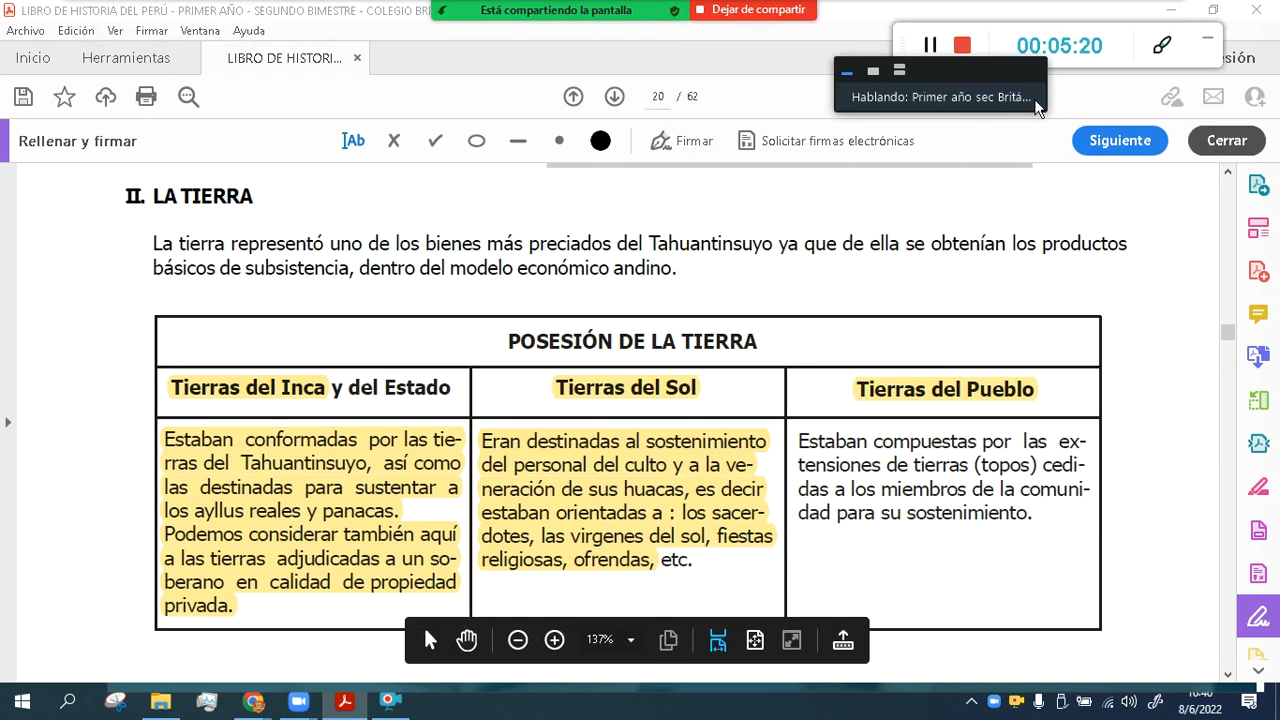 LIBRO DE HISTORIA DEL PERÚ - PRIMER AÑO - SEGUNDO BIMESTRE - COLEGIO BRI
Está compartiendo la pantalla
Dejar de compartir
Archivo Edición Ver Firmar Ventana Ayuda
00:05:20
Inicio Herramientas LIBRO DE HISTORI... × esión
Hablando: Primer año sec Britá...
20 / 62
Rellenar y firmar
Ab
Firmar
Solicitar firmas electrónicas
Siguiente
Cerrar
II. LA TIERRA
La tierra representó uno de los bienes más preciados del Tahuantinsuyo ya que de ella se obtenían los productos
básicos de subsistencia, dentro del modelo económico andino.
POSESIÓN DE LA TIERRA
Tierras del Inca y del Estado
Estaban conformadas por las tie-
rras del Tahuantinsuyo, así como
las destinadas para sustentar a
los ayllus reales y panacas.
Podemos considerar también aquí
a las tierras adjudicadas a un so-
berano en calidad de propiedad
privada.
Tierras del Sol
Eran destinadas al sostenimiento
del personal del culto y a la ve-
neración de sus huacas, es decir
estaban orientadas a : los sacer-
dotes, las virgenes del sol, fiestas
religiosas, ofrendas, etc.
Tierras del Pueblo
Estaban compuestas por las ex-
tensiones de tierras (topos) cedi-
das a los miembros de la comuni-
dad para su sostenimiento.
137%
8/6/2022